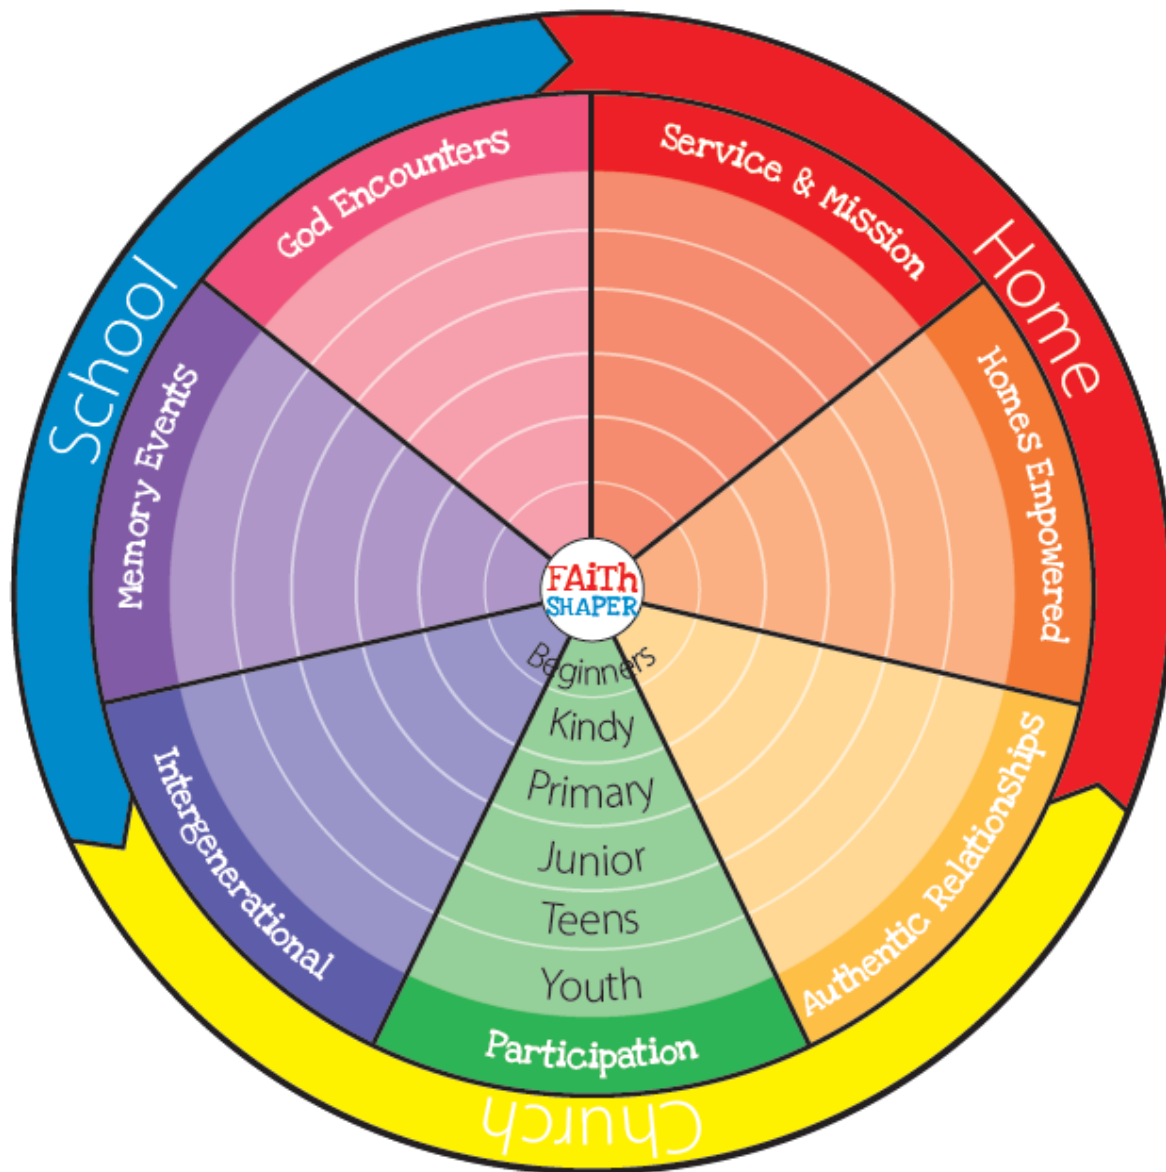 School
Home
Church
God Encounters
Service & Mission
Homes Empowered
Authentic Relationships
Participation
Intergenerational
Memory Events
FAiTh
SHAPER
Beginners
Kindy
Primary
Junior
Teens
Youth